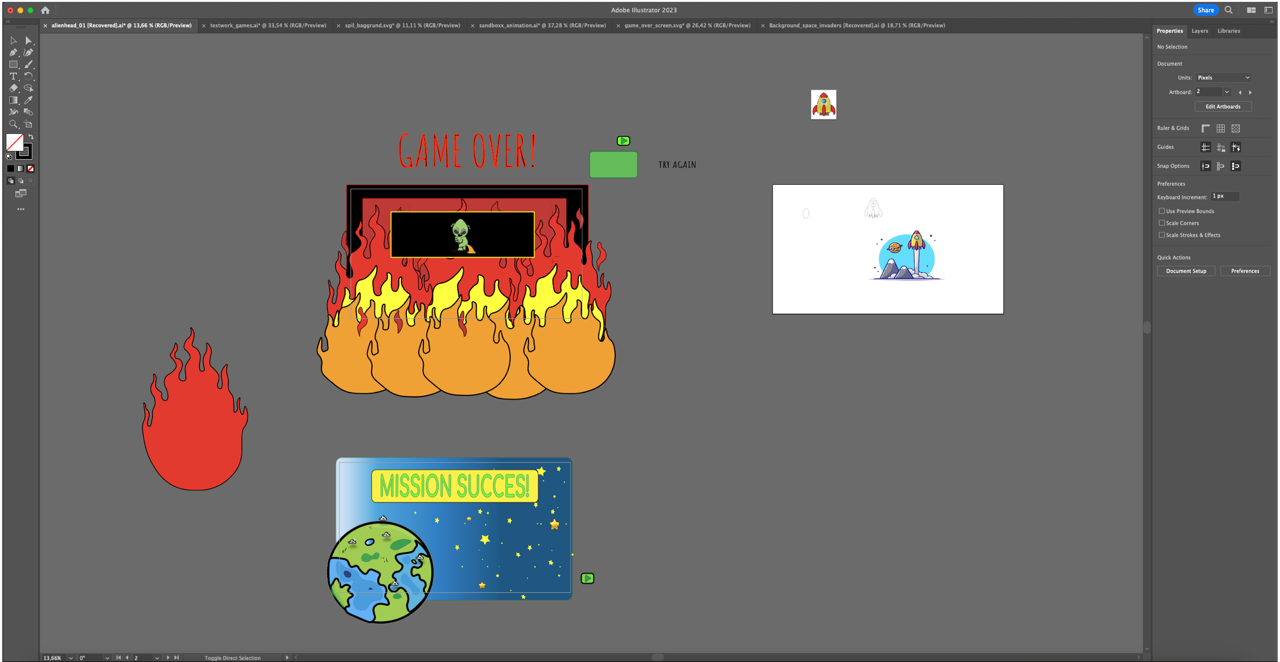 Adobe Illustrator 2023
Share
alienhead_01 [Recovered].ai* @ 13,66 % (RGB/Preview)
testwork_games.ai* @ 33,54 % (RGB/Preview)
spil_baggrund.svg* @ 11,11 % (RGB/Preview)
sandboxx_animation.ai* @ 37,28 % (RGB/Preview)
game_over_screen.svg* @ 26,42 % (RGB/Preview)
Background_space_invaders [Recovered].ai @ 18,71 % (RGB/Preview)
Properties
Layers
Libraries
No Selection
Document
Units:
Pixels
Artboard:
2
Edit Artboards
Ruler & Grids
Guides
Snap Options
Preferences
Keyboard Increment:
1 px
Use Preview Bounds
Scale Corners
Scale Strokes & Effects
Quick Actions
Document Setup
Preferences
GAME OVER!
TRY AGAIN
MISSION SUCCES!
13,66%
0°
2
Toggle Direct Selection